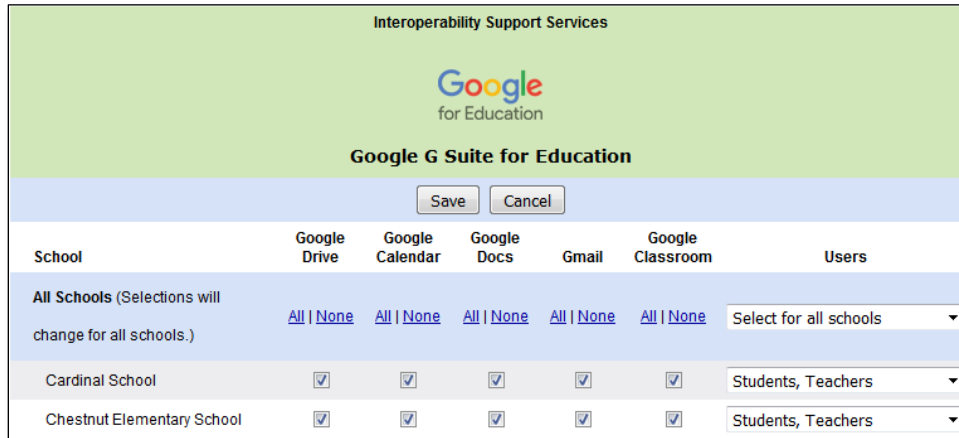 Interoperability Support Services
Google
for Education
Google G Suite for Education
Save Cancel
School Google Drive Google Calendar Google Docs Gmail Google Classroom Users
All Schools (Selections will
change for all schools.)
All | None All | None All | None All | None All | None Select for all schools
Cardinal School Students, Teachers
Chestnut Elementary School Students, Teachers